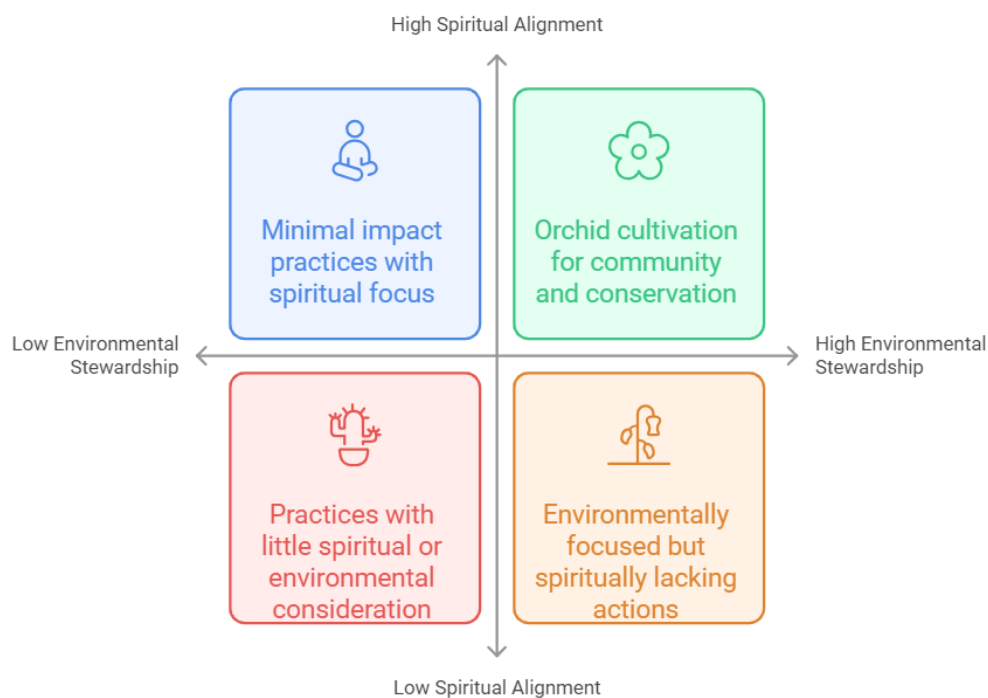 High Spiritual Alignment
Minimal impact
practices with
spiritual focus
Orchid cultivation
for community
and conservation
Low Environmental
Stewardship
High Environmental
Stewardship
Practices with
little spiritual or
environmental
consideration
Environmentally
focused but
spiritually lacking
actions
Low Spiritual Alignment